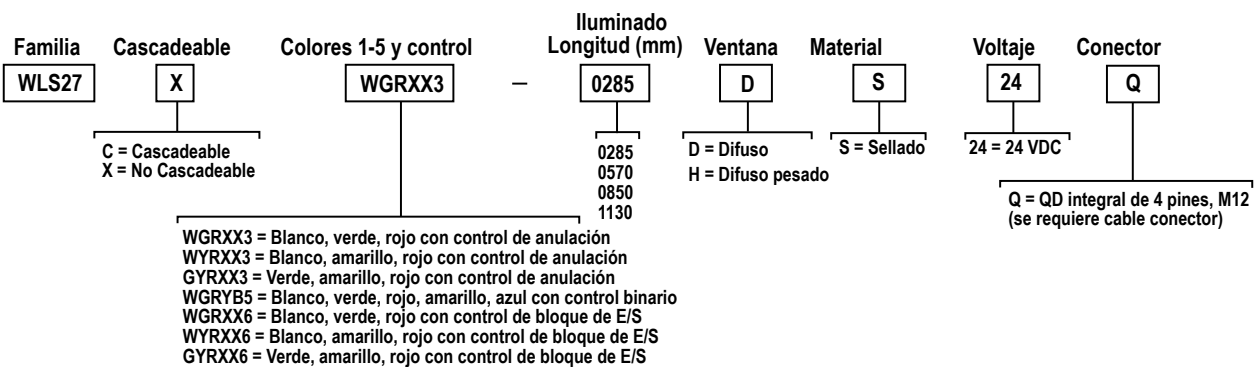 Familia
WLS27
Cascadeable
X
C = Cascadeable
X = No Cascadeable
Colores 1-5 y control
WGRXX3
WGRXX3 = Blanco, verde, rojo con control de anulación
WYRXX3 = Blanco, amarillo, rojo con control de anulación
GYRXX3 = Verde, amarillo, rojo con control de anulación
WGRYB5 = Blanco, verde, rojo, amarillo, azul con control binario
WGRXX6 = Blanco, verde, rojo con control de bloque de E/S
WYRXX6 = Blanco, amarillo, rojo con control de bloque de E/S
GYRXX6 = Verde, amarillo, rojo con control de bloque de E/S
–
Iluminado
Longitud (mm)
0285
0285
0570
0850
1130
Ventana
D
D = Difuso
H = Difuso pesado
Material
S
S = Sellado
Voltaje
24
24 = 24 VDC
Conector
Q
Q = QD integral de 4 pines, M12
(se requiere cable conector)